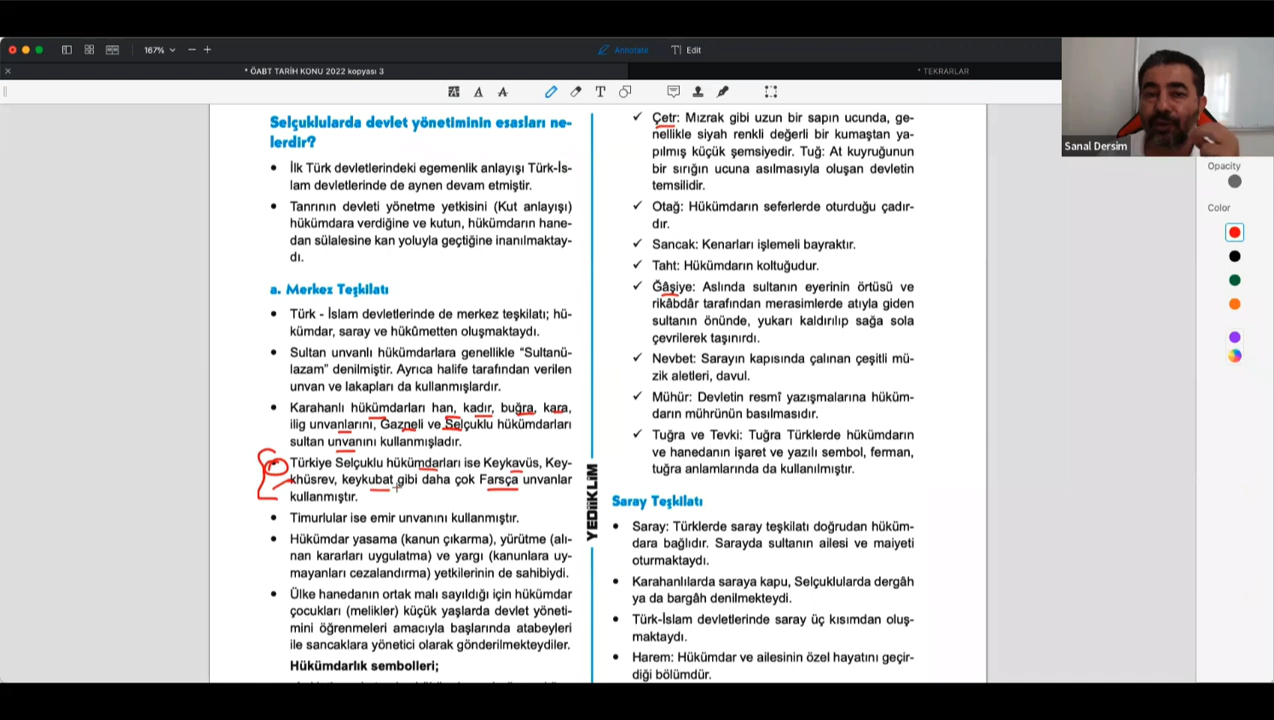 167%
Annotate
Edit
* ÖABT TARİH KONU 2022 kopyası 3
* TEKRARLAR
Sanal Dersim
Opacity
Color
Selçuklularda devlet yönetiminin esasları ne-
lerdir?
İlk Türk devletlerindeki egemenlik anlayışı Türk-İs-
lam devletlerinde de aynen devam etmiştir.
Tanrının devleti yönetme yetkisini (Kut anlayışı)
hükümdara verdiğine ve kutun, hükümdarın hane-
dan sülalesine kan yoluyla geçtiğine inanılmaktay-
dı.
a. Merkez Teşkilatı
Türk - İslam devletlerinde de merkez teşkilatı; hü-
kümdar, saray ve hükûmetten oluşmaktaydı.
Sultan unvanlı hükümdarlara genellikle “Sultanü-
lazam” denilmiştir. Ayrıca halife tarafından verilen
unvan ve lakapları da kullanmışlardır.
Karahanlı hükümdarları han, kadır, buğra, kara,
ilig unvanlarını, Gazneli ve Selçuklu hükümdarları
sultan unvanını kullanmışladır.
Türkiye Selçuklu hükümdarları ise Keykavüs, Key-
khüsrev, keykubat gibi daha çok Farsça unvanlar
kullanmıştır.
Timurlular ise emir unvanını kullanmıştır.
Hükümdar yasama (kanun çıkarma), yürütme (alı-
nan kararları uygulatma) ve yargı (kanunlara uy-
mayanları cezalandırma) yetkilerinin de sahibiydi.
Ülke hanedanın ortak malı sayıldığı için hükümdar
çocukları (melikler) küçük yaşlarda devlet yöneti-
mini öğrenmeleri amacıyla başlarında atabeyleri
ile sancaklara yönetici olarak gönderilmekteydiler.
Hükümdarlık sembolleri;
YEDİİKLİM
Çetr: Mızrak gibi uzun bir sapın ucunda, ge-
nellikle siyah renkli değerli bir kumaştan ya-
pılmış küçük şemsiyedir. Tuğ: At kuyruğunun
bir sırığın ucuna asılmasıyla oluşan devletin
temsilidir.
Otağ: Hükümdarın seferlerde oturduğu çadır-
dır.
Sancak: Kenarları işlemeli bayraktır.
Taht: Hükümdarın koltuğudur.
Ğâşiye: Aslında sultanın eyerinin örtüsü ve
rikâbdâr tarafından merasimlerde atıyla giden
sultanın önünde, yukarı kaldırılıp sağa sola
çevrilerek taşınırdı.
Nevbet: Sarayın kapısında çalınan çeşitli mü-
zik aletleri, davul.
Mühür: Devletin resmî yazışmalarına hüküm-
darın mührünün basılmasıdır.
Tuğra ve Tevki: Tuğra Türklerde hükümdarın
ve hanedanın işaret ve yazılı sembol, ferman,
tuğra anlamlarında da kullanılmıştır.
Saray Teşkilatı
Saray: Türklerde saray teşkilatı doğrudan hüküm-
dara bağlıdır. Sarayda sultanın ailesi ve maiyeti
oturmaktaydı.
Karahanlılarda saraya kapu, Selçuklularda dergâh
ya da bargâh denilmekteydi.
Türk-İslam devletlerinde saray üç kısımdan oluş-
maktaydı.
Harem: Hükümdar ve ailesinin özel hayatını geçir-
diği bölümdür.